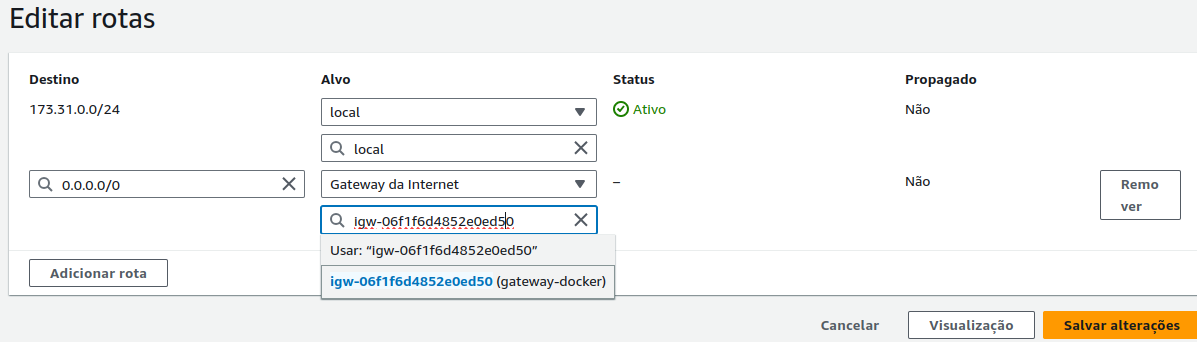 Editar rotas
Destino Alvo Status Propagado
173.31.0.0/24 local Ativo Não
local
0.0.0.0/0 Gateway da Internet – Não Remo
ver
igw-06f1f6d4852e0ed50
Usar: “igw-06f1f6d4852e0ed50”
Adicionar rota igw-06f1f6d4852e0ed50 (gateway-docker)
Cancelar Visualização Salvar alterações